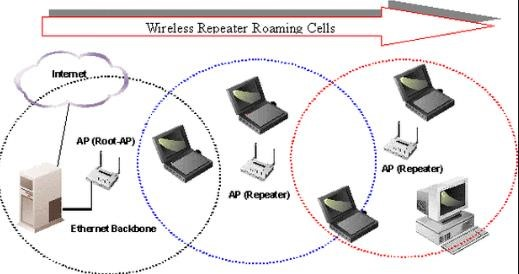 Wireless Repeater Roaming Cells
Internet
AP (Root-AP)
AP (Repeater)
AP (Repeater)
Ethernet Backbone